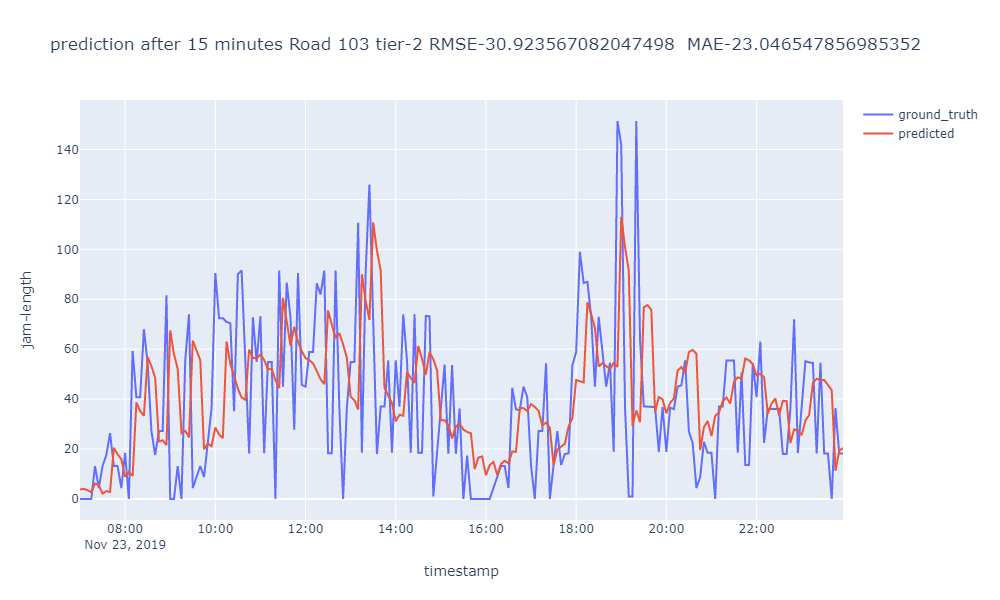 prediction after 15 minutes Road 103 tier-2 RMSE-30.923567082047498  MAE-23.046547856985352
ground_truth
predicted
140
120
100
80
60
40
20
0
jam-length
08:00 10:00 12:00 14:00 16:00 18:00 20:00 22:00
Nov 23, 2019
timestamp